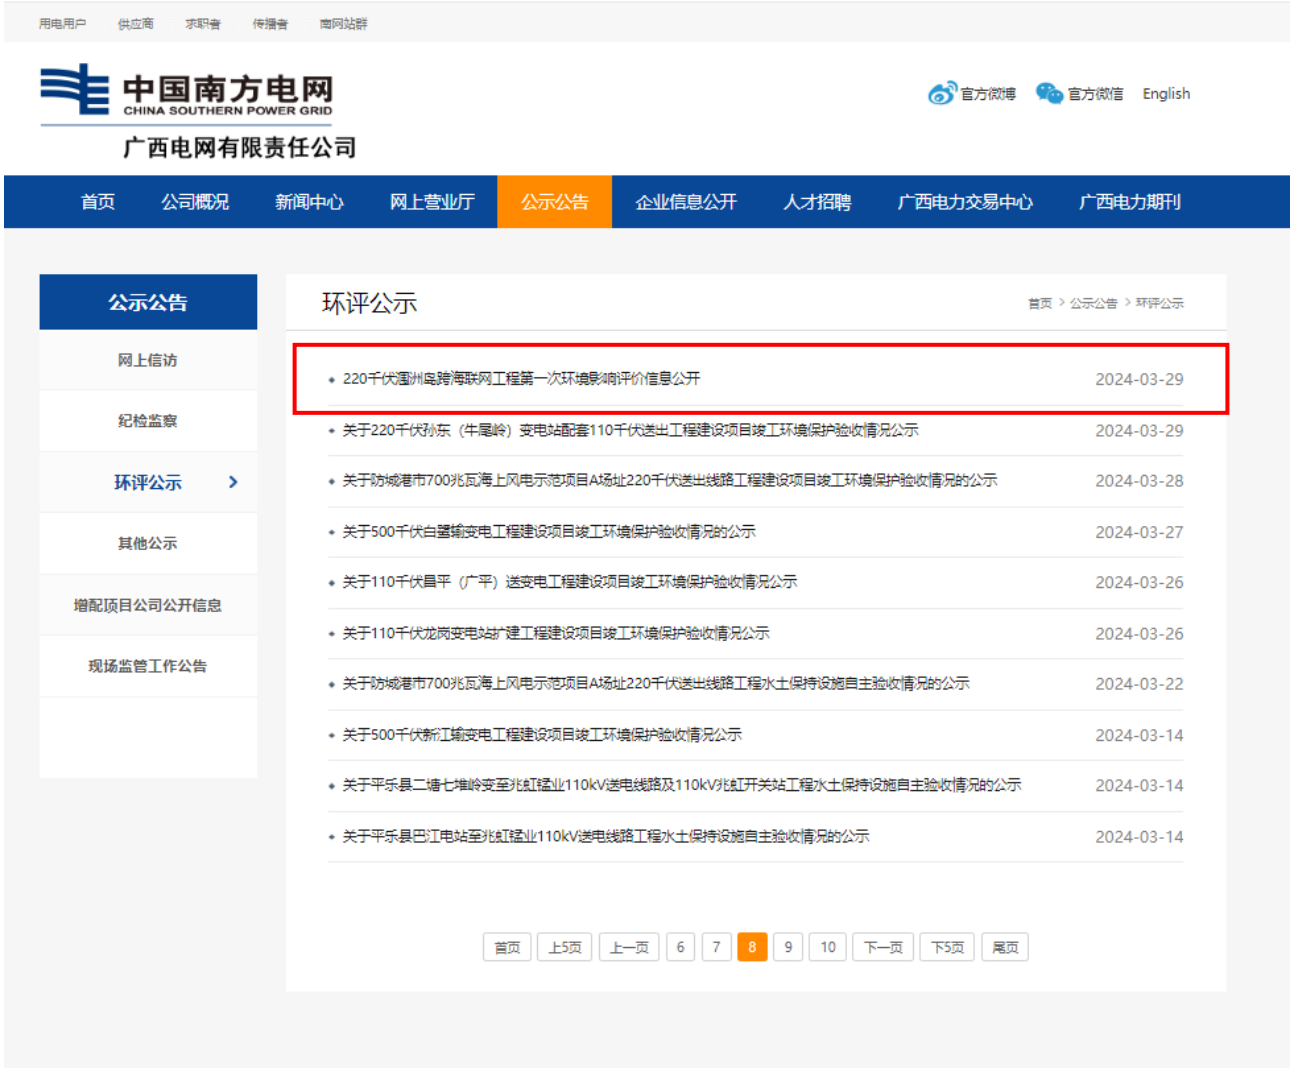 用电用户 供应商 求职者 传播者 南网站群
中国南方电网
CHINA SOUTHERN POWER GRID
广西电网有限责任公司
官方微博 官方微信 English
首页 公司概况 新闻中心 网上营业厅 公示公告 企业信息公开 人才招聘 广西电力交易中心 广西电力期刊
公示公告
网上信访
纪检监察
环评公示 >
其他公示
增配项目公司公开信息
现场监管工作公告
环评公示
首页 > 公示公告 > 环评公示
220千伏涠洲岛跨海联网工程第一次环境影响评价信息公开 2024-03-29
关于220千伏孙东（牛尾岭）变电站配套110千伏送出工程建设项目竣工环境保护验收情况公示 2024-03-29
关于防城港市700兆瓦海上风电示范项目A场址220千伏送出线路工程建设项目竣工环境保护验收情况的公示 2024-03-28
关于500千伏白鹭输变电工程建设项目竣工环境保护验收情况的公示 2024-03-27
关于110千伏昌平（广平）送变电工程建设项目竣工环境保护验收情况公示 2024-03-26
关于110千伏龙岗变电站扩建工程建设项目竣工环境保护验收情况公示 2024-03-26
关于防城港市700兆瓦海上风电示范项目A场址220千伏送出线路工程水土保持设施自主验收情况的公示 2024-03-22
关于500千伏新江输变电工程建设项目竣工环境保护验收情况公示 2024-03-14
关于平乐县二塘七堆岭变至兆虹锰业110kV送电线路及110kV兆虹开关站工程水土保持设施自主验收情况的公示 2024-03-14
关于平乐县巴江电站至兆虹锰业110kV送电线路工程水土保持设施自主验收情况的公示 2024-03-14
首页 上5页 上一页 6 7 8 9 10 下一页 下5页 尾页